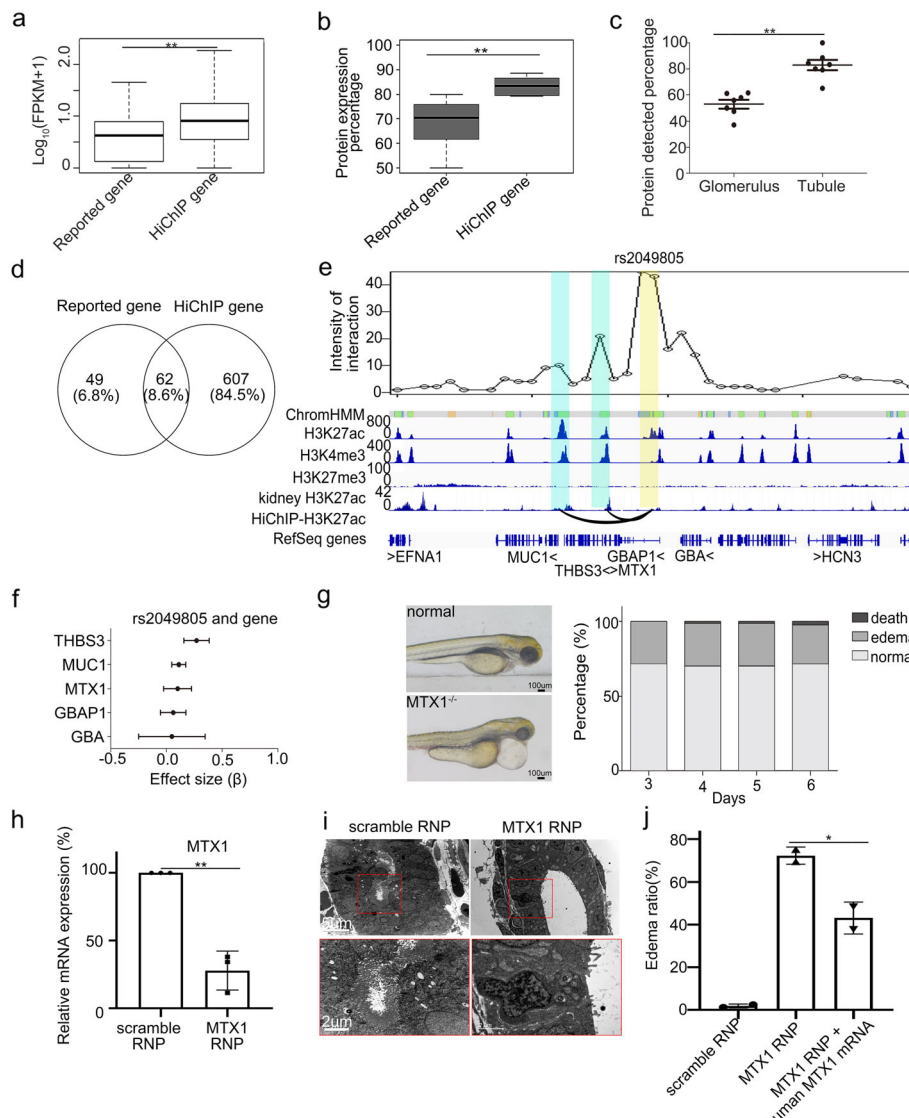 a
**
Log10(FPKM+1)
2.0
1.0
0
Reported gene
HiChIP gene
b
**
Protein expression
percentage
100
90
80
70
60
50
Reported gene
HiChIP gene
c
**
Protein detected percentage
100
80
60
40
20
0
Glomerulus Tubule
d
Reported gene HiChIP gene
49 62 607
(6.8%) (8.6%) (84.5%)
e
rs2049805
Intensity of
interaction
40
30
20
10
0
ChromHMM
800
H3K27ac 0
400
H3K4me3 0
100
H3K27me3 0
42
kidney H3K27ac 0
HiChIP-H3K27ac
RefSeq genes
>EFNA1 MUC1< GBAP1< GBA< >HCN3
THBS3<>MTX1
f
rs2049805 and gene
THBS3
MUC1
MTX1
GBAP1
GBA
-0.5 0.0 0.5 1.0
Effect size (β)
g
normal
100um
MTX1-/-
100um
Percentage (%)
100
50
0
3 4 5 6
Days
death
edema
normal
h
MTX1
**
Relative mRNA expression (%)
100
50
0
scramble
RNP
MTX1
RNP
i
scramble RNP MTX1 RNP
5um
2um
j
*
Edema ratio(%)
80
60
40
20
0
scramble RNP
MTX1 RNP
MTX1 RNP +
uman MTX1 mRNA